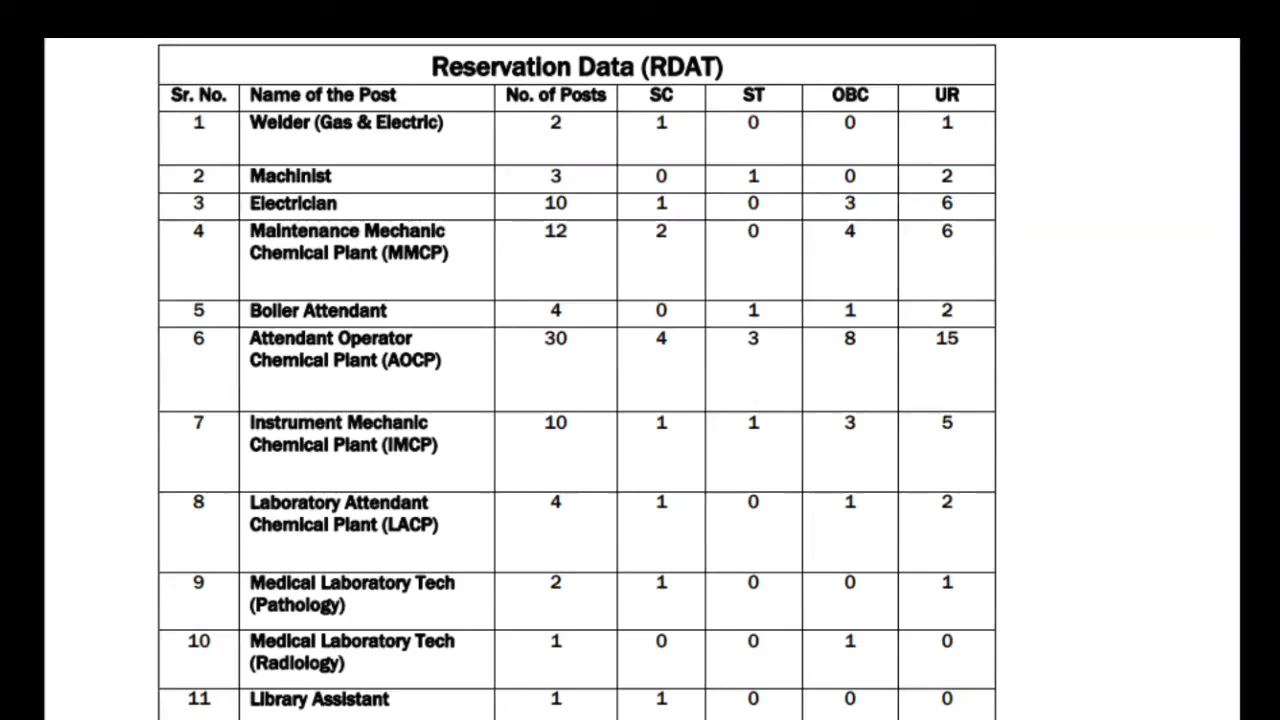 Reservation Data (RDAT)
Sr. No. Name of the Post No. of Posts SC ST OBC UR
1 Welder (Gas & Electric) 2 1 0 0 1
2 Machinist 3 0 1 0 2
3 Electrician 10 1 0 3 6
4 Maintenance Mechanic 12 2 0 4 6
Chemical Plant (MMCP)
5 Boiler Attendant 4 0 1 1 2
6 Attendant Operator 30 4 3 8 15
Chemical Plant (AOCP)
7 Instrument Mechanic 10 1 1 3 5
Chemical Plant (IMCP)
8 Laboratory Attendant 4 1 0 1 2
Chemical Plant (LACP)
9 Medical Laboratory Tech 2 1 0 0 1
(Pathology)
10 Medical Laboratory Tech 1 0 0 1 0
(Radiology)
11 Library Assistant 1 1 0 0 0